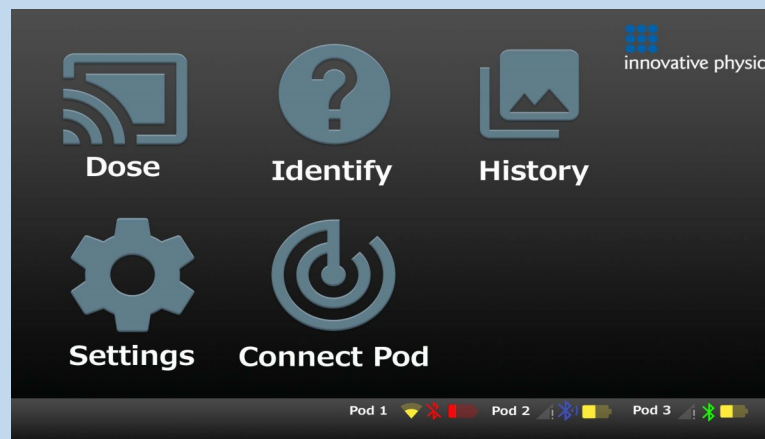 innovative physic
Dose
Identify
History
Settings
Connect Pod
Pod 1
Pod 2
Pod 3